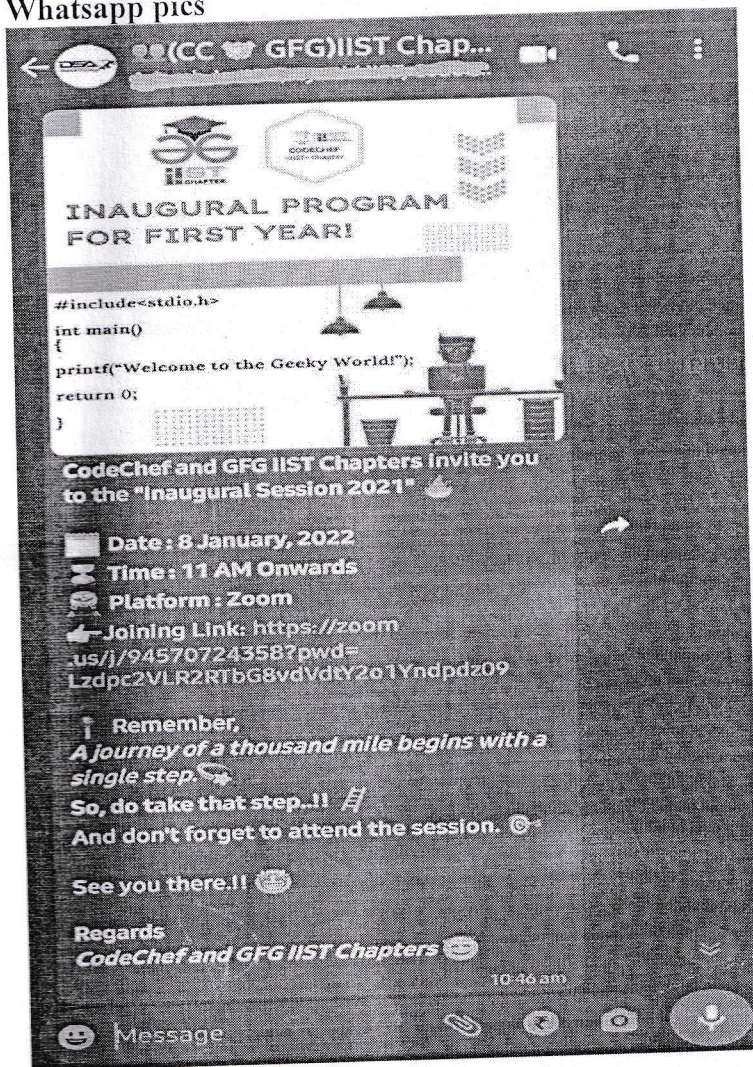 Whatsapp pics
(CC GFG)IIST Chap...
GG
IIST
CHAPTER
CODECHEF
INAUGURAL PROGRAM
FOR FIRST YEAR!
#include<stdio.h>
int main()
{
printf("Welcome to the Geeky World!");
return 0;
}
CodeChef and GFG IIST Chapters invite you
to the "Inaugural Session 2021"
Date : 8 January, 2022
Time : 11 AM Onwards
Platform : Zoom
Joining Link: https://zoom
.us/j/94570724358?pwd=
Lzdpc2VLR2RTbG8vdVdtY2o1Yndpdz09
Remember,
A journey of a thousand mile begins with a
single step.
So, do take that step..!!
And don't forget to attend the session.
See you there.!!
Regards
CodeChef and GFG IIST Chapters
10:46 am
Message